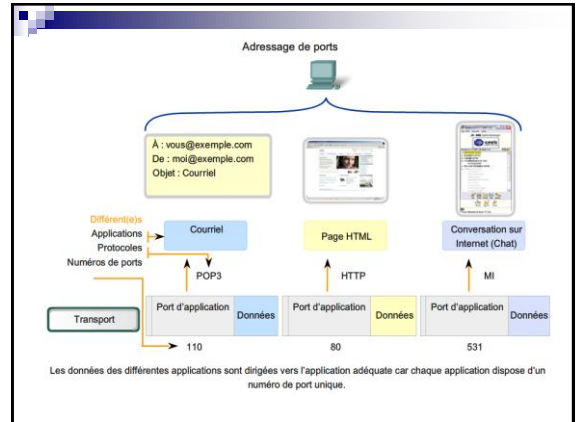 Adressage de ports
À : vous@exemple.com
De : moi@exemple.com
Objet : Courriel
Différent(e)s
Applications
Protocoles
Numéros de ports
Courriel
Page HTML
Conversation sur
Internet (Chat)
POP3
HTTP
MI
Transport
Port d'application
Données
Port d'application
Données
Port d'application
Données
110
80
531
Les données des différentes applications sont dirigées vers l'application adéquate car chaque application dispose d'un
numéro de port unique.